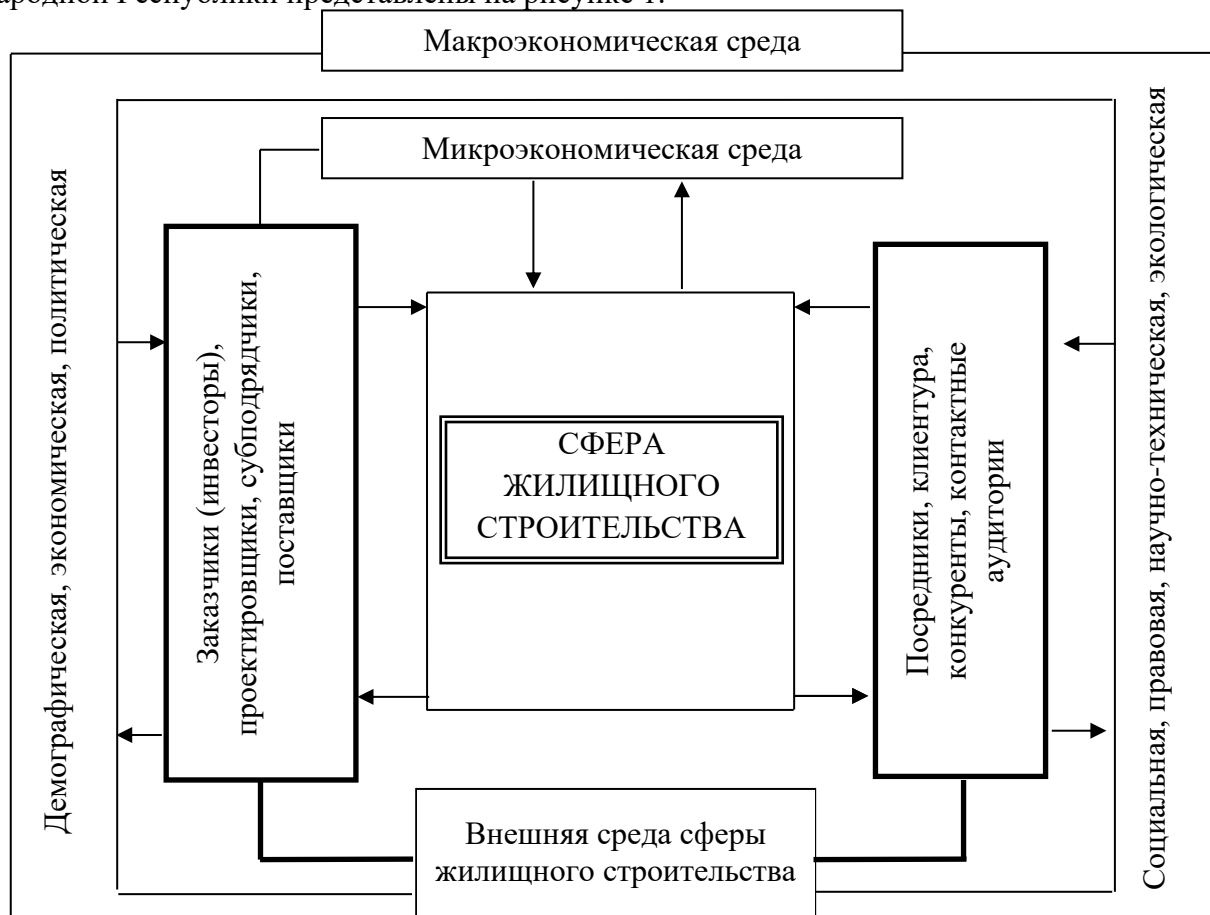 ародной Республики представлены на рисунке 1.
Макроэкономическая среда
Микроэкономическая среда
Демографическая, экономическая, политическая
Заказчики (инвесторы),
проектировщики, субподрядчики,
поставщики
СФЕРА
ЖИЛИЩНОГО
СТРОИТЕЛЬСТВА
Посредники, клиентура,
конкуренты, контактные
аудитории
Социальная, правовая, научно-техническая, экологическая
Внешняя среда сферы
жилищного строительства